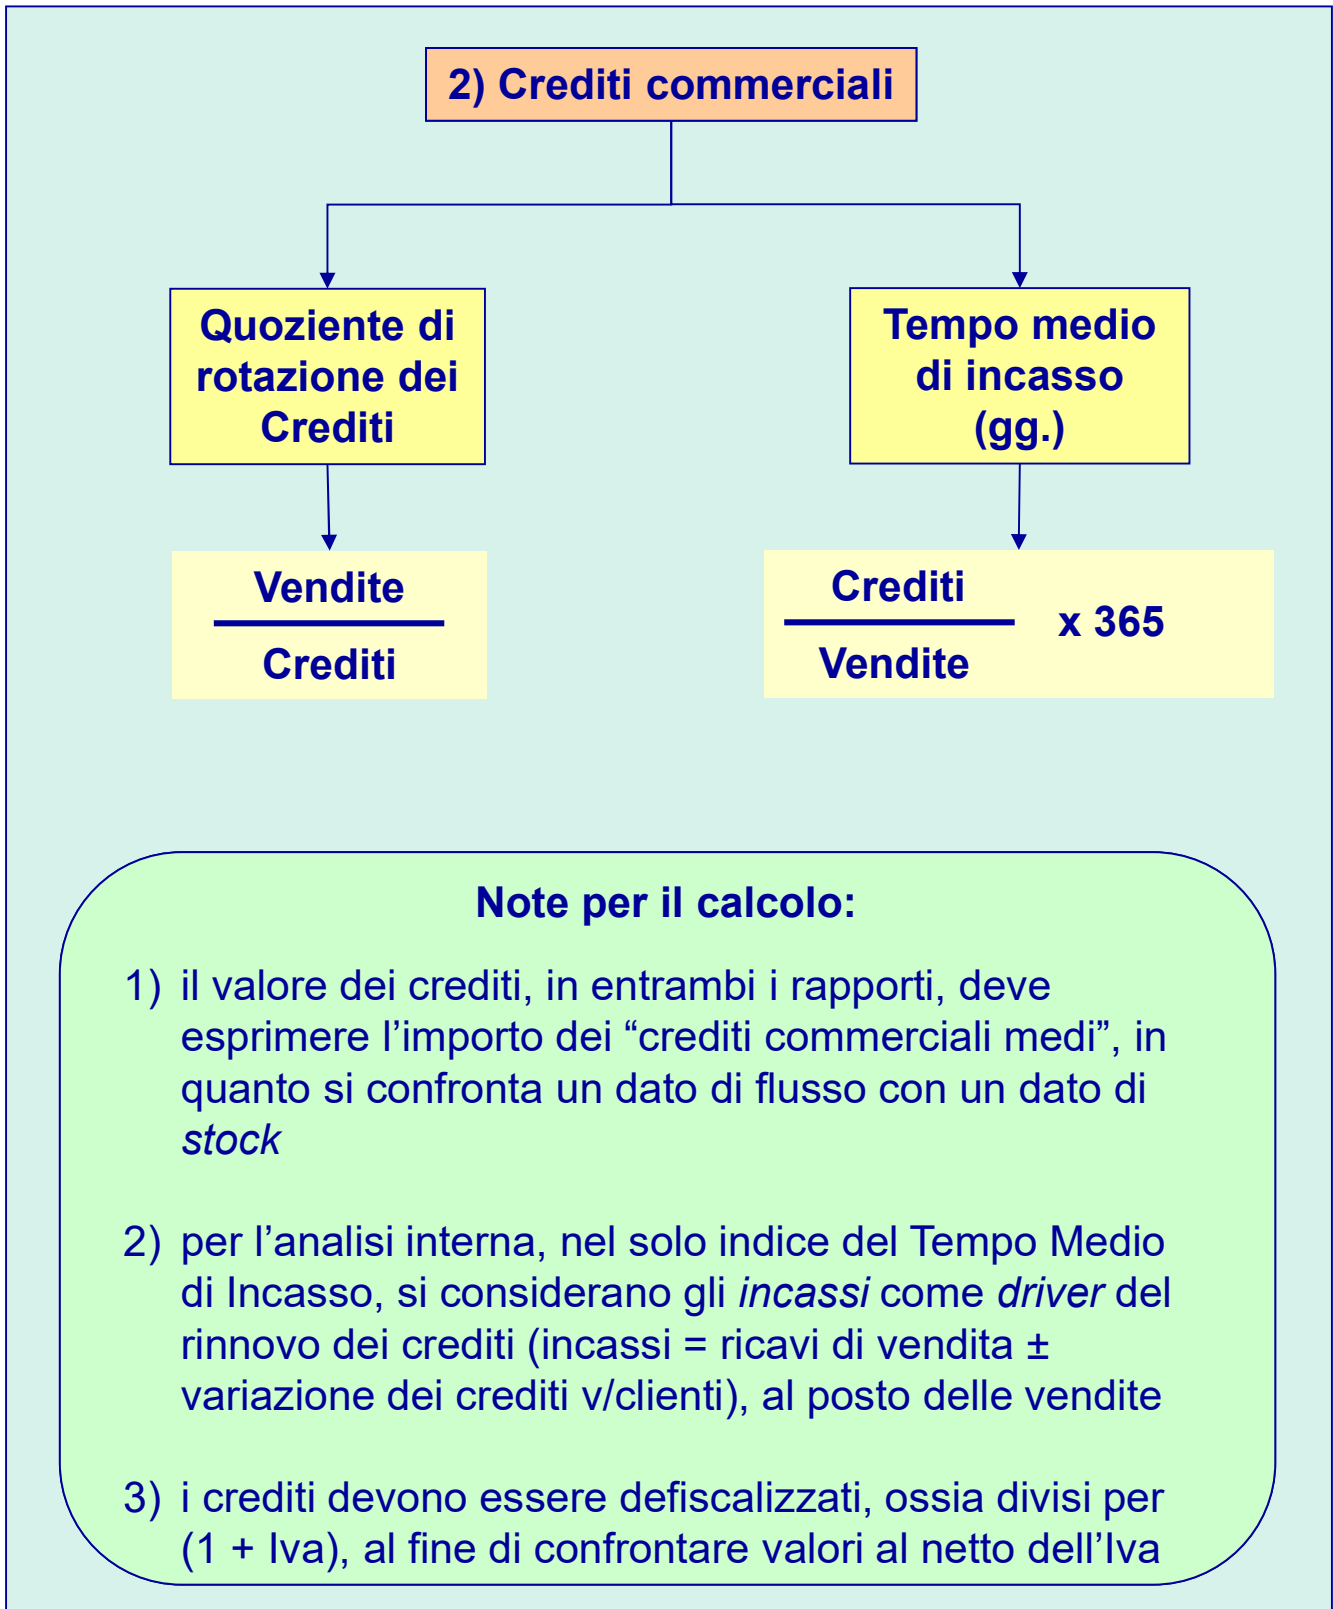 2) Crediti commerciali
Quoziente di
rotazione dei
Crediti
Tempo medio
di incasso
(gg.)
Vendite
Crediti
Crediti
Vendite
x 365
Note per il calcolo:
1) il valore dei crediti, in entrambi i rapporti, deve
esprimere l’importo dei “crediti commerciali medi”, in
quanto si confronta un dato di flusso con un dato di
stock
2) per l’analisi interna, nel solo indice del Tempo Medio
di Incasso, si considerano gli incassi come driver del
rinnovo dei crediti (incassi = ricavi di vendita ±
variazione dei crediti v/clienti), al posto delle vendite
3) i crediti devono essere defiscalizzati, ossia divisi per
(1 + Iva), al fine di confrontare valori al netto dell’Iva